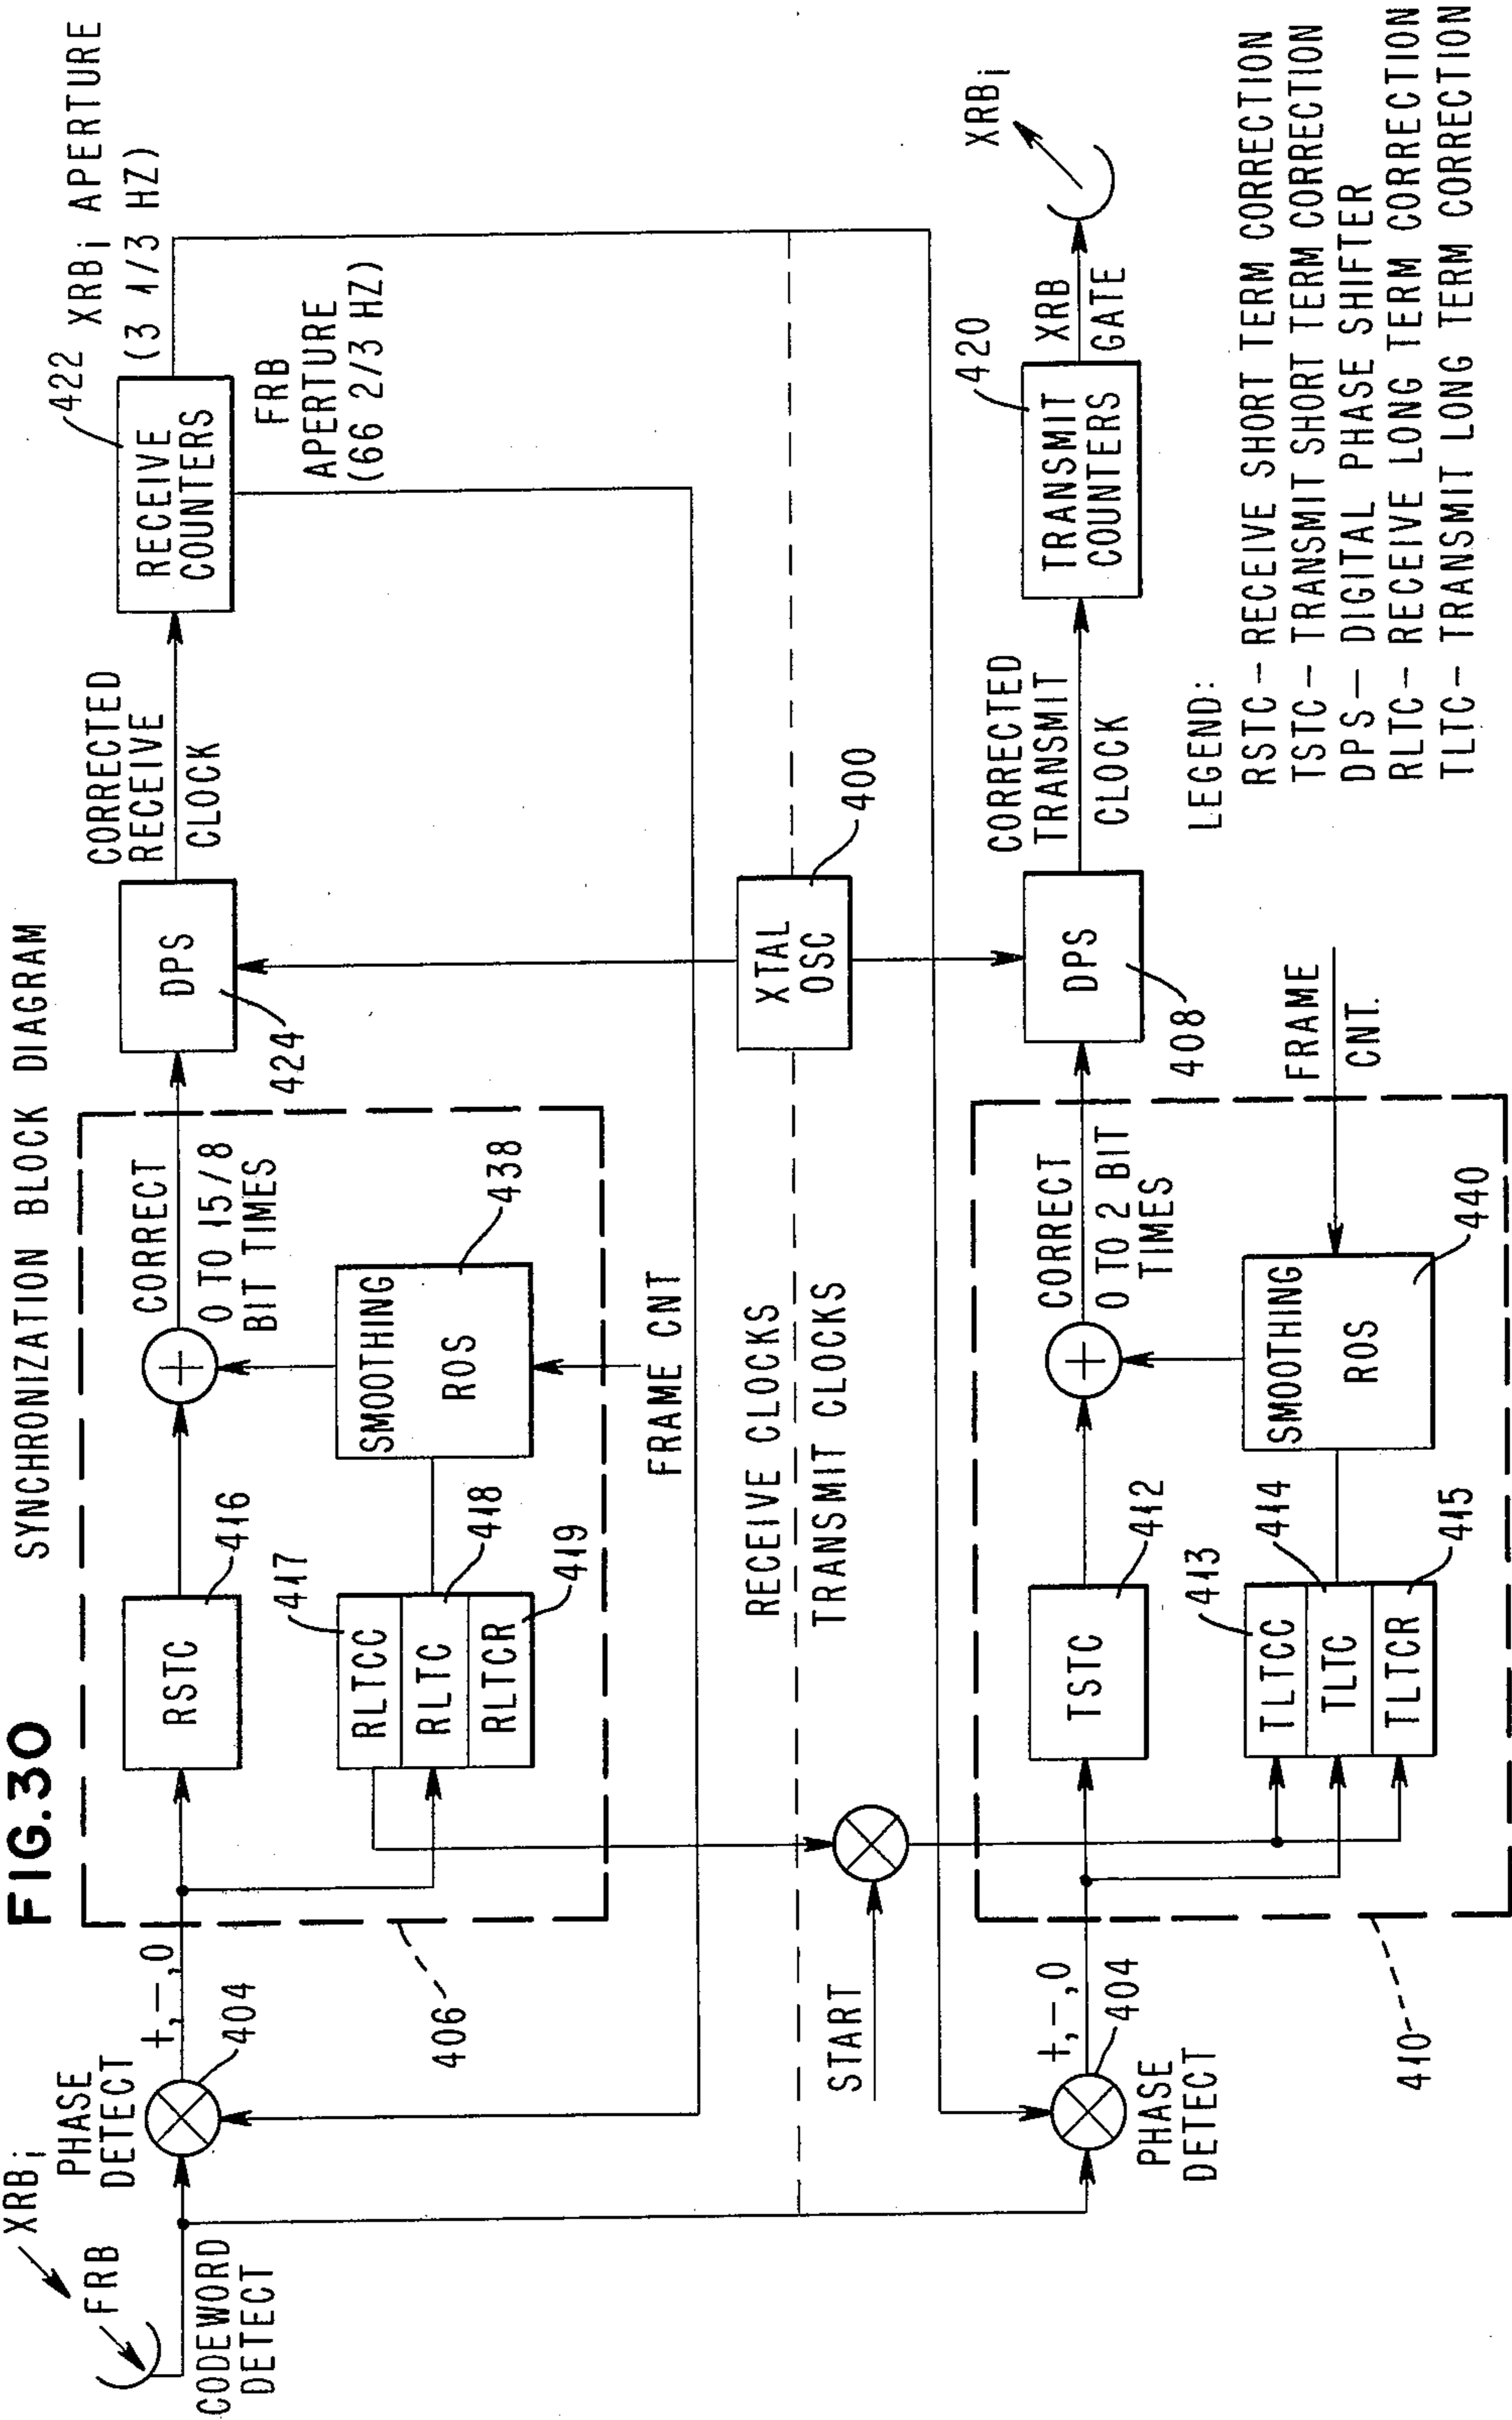 FIG.30
SYNCHRONIZATION BLOCK DIAGRAM
XRBi
FRB
CODEWORD
DETECT
PHASE
DETECT
+,−,0
404
406
RSTC
416
417
RLTCC
RLTC
RLTCR
418
419
CORRECT
0 TO 15/8
BIT TIMES
SMOOTHING
ROS
438
FRAME CNT
DPS
424
CORRECTED
RECEIVE
CLOCK
RECEIVE
COUNTERS
422
XRBi APERTURE
(3 1/3 HZ)
FRB
APERTURE
(66 2/3 HZ)
RECEIVE CLOCKS
TRANSMIT CLOCKS
XTAL
OSC
400
START
+,−,0
404
PHASE
DETECT
410
TSTC
412
413
TLTCC
TLTC
TLTCR
414
415
CORRECT
0 TO 2 BIT
TIMES
SMOOTHING
ROS
440
FRAME
CNT.
DPS
408
CORRECTED
TRANSMIT
CLOCK
TRANSMIT
COUNTERS
420
XRB
GATE
XRBi
LEGEND:
RSTC – RECEIVE SHORT TERM CORRECTION
TSTC – TRANSMIT SHORT TERM CORRECTION
DPS – DIGITAL PHASE SHIFTER
RLTC – RECEIVE LONG TERM CORRECTION
TLTC – TRANSMIT LONG TERM CORRECTION